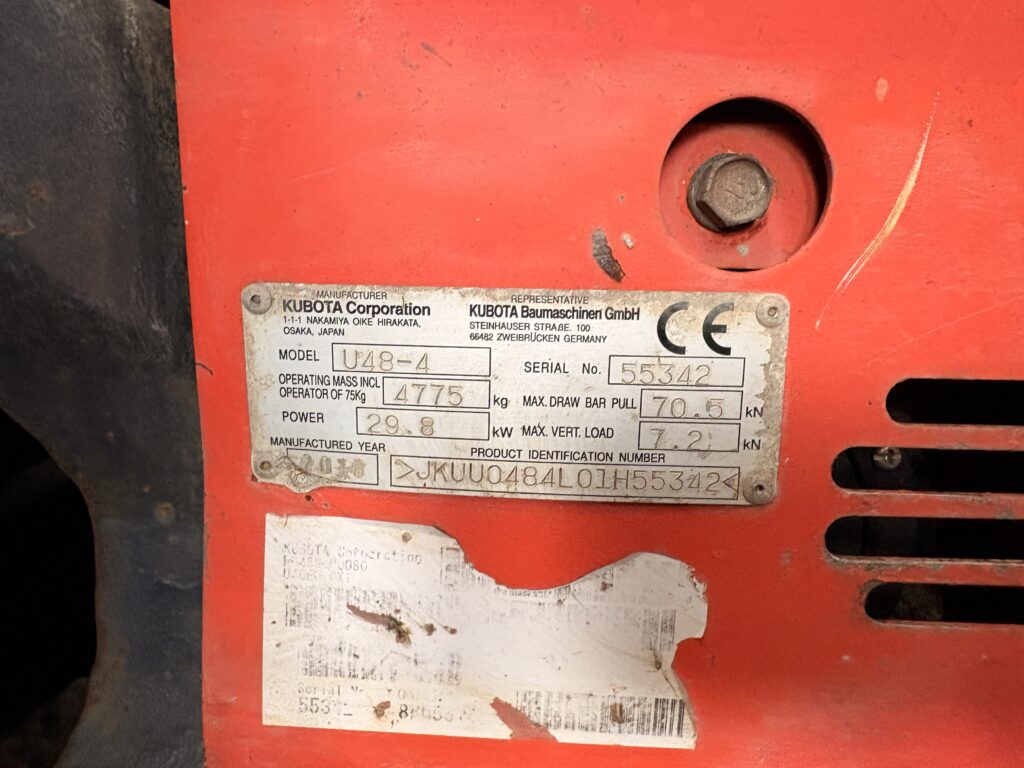 MANUFACTURER
KUBOTA Corporation
1-1-1 NAKAMIYA OIKE HIRAKATA,
OSAKA, JAPAN
REPRESENTATIVE
KUBOTA Baumaschinen GmbH
STEINHAUSER STRAßE. 100
66482 ZWEIBRÜCKEN GERMANY
CE
MODEL U48-4
SERIAL No. 55342
OPERATING MASS INCL
OPERATOR OF 75Kg 4775 kg
MAX. DRAW BAR PULL 70.5 kN
POWER 29.8 kW
MAX. VERT. LOAD 7.2 kN
MANUFACTURED YEAR
PRODUCT IDENTIFICATION NUMBER
>JKUU0484L01H55342<
KUBOTA Corporation
Serial No.